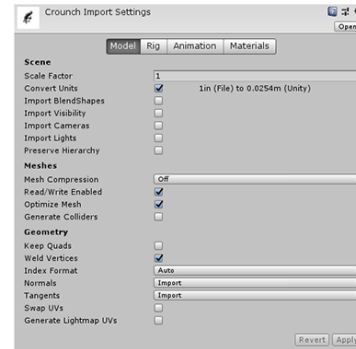 Crounch Import Settings
Open
Model Rig Animation Materials
Scene
Scale Factor 1
Convert Units 1in (File) to 0.0254m (Unity)
Import BlendShapes
Import Visibility
Import Cameras
Import Lights
Preserve Hierarchy
Meshes
Mesh Compression Off
Read/Write Enabled
Optimize Mesh
Generate Colliders
Geometry
Keep Quads
Weld Vertices
Index Format Auto
Normals Import
Tangents Import
Swap UVs
Generate Lightmap UVs
Revert Apply